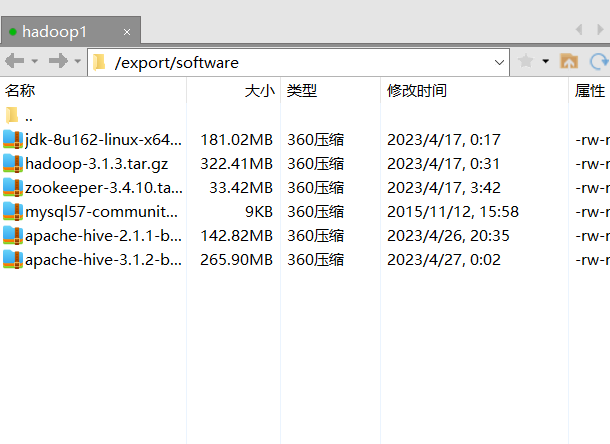 hadoop1 ×
/export/software
名称 大小 类型 修改时间 属性
..
jdk-8u162-linux-x64... 181.02MB 360压缩 2023/4/17, 0:17 -rw-r
hadoop-3.1.3.tar.gz 322.41MB 360压缩 2023/4/17, 0:31 -rw-r
zookeeper-3.4.10.ta... 33.42MB 360压缩 2023/4/17, 3:42 -rw-r
mysql57-communit... 9KB 360压缩 2015/11/12, 15:58 -rw-r
apache-hive-2.1.1-b... 142.82MB 360压缩 2023/4/26, 20:35 -rw-r
apache-hive-3.1.2-b... 265.90MB 360压缩 2023/4/27, 0:02 -rw-r